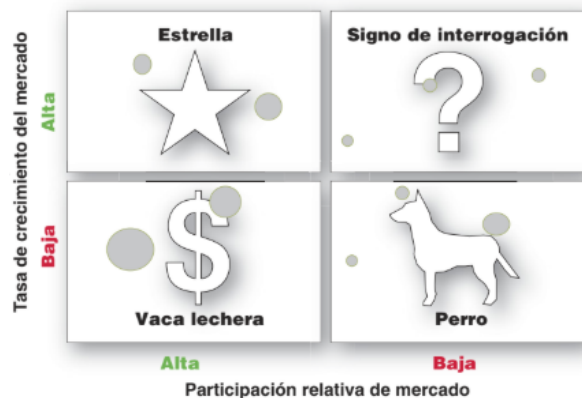 Estrella
Signo de interrogación
?
Tasa de crecimiento del mercado
Alta
Baja
$
Vaca lechera
Perro
Alta
Baja
Participación relativa de mercado